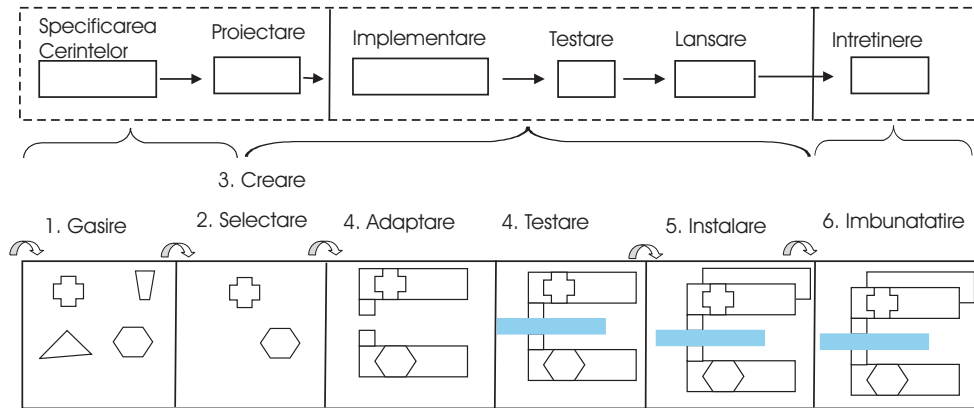 Specificarea
Cerintelor
Proiectare
Implementare
Testare
Lansare
Intretinere
3. Creare
1. Gasire
2. Selectare
4. Adaptare
4. Testare
5. Instalare
6. Imbunatatire